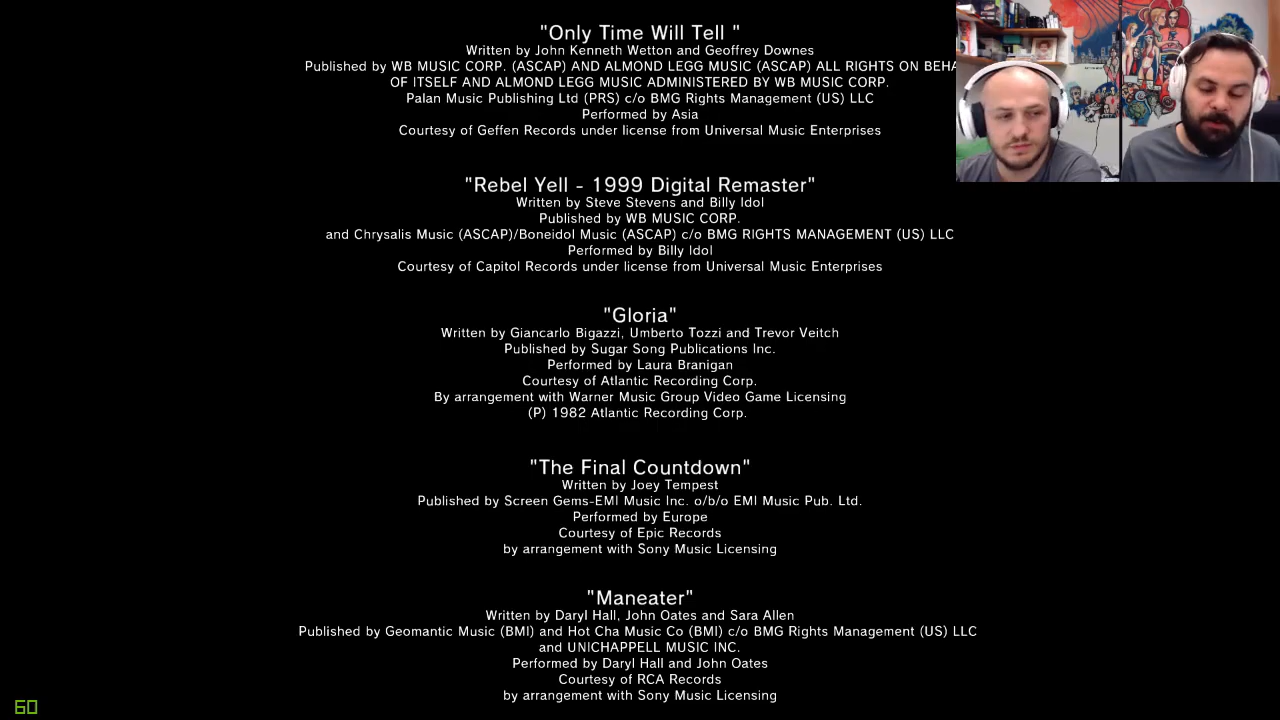 "Only Time Will Tell "
Written by John Kenneth Wetton and Geoffrey Downes
Published by WB MUSIC CORP. (ASCAP) AND ALMOND LEGG MUSIC (ASCAP) ALL RIGHTS ON
OF ITSELF AND ALMOND LEGG MUSIC ADMINISTERED BY WB MUSIC CORP.
Palan Music Publishing Ltd (PRS) c/o BMG Rights Management (US) LLC
Performed by Asia
Courtesy of Geffen Records under license from Universal Music Enterprises
"Rebel Yell - 1999 Digital Remaster"
Written by Steve Stevens and Billy Idol
Published by WB MUSIC CORP.
and Chrysalis Music (ASCAP)/Boneidol Music (ASCAP) c/o BMG RIGHTS MANAGEMENT (US) LLC
Performed by Billy Idol
Courtesy of Capitol Records under license from Universal Music Enterprises
"Gloria"
Written by Giancarlo Bigazzi, Umberto Tozzi and Trevor Veitch
Published by Sugar Song Publications Inc.
Performed by Laura Branigan
Courtesy of Atlantic Recording Corp.
By arrangement with Warner Music Group Video Game Licensing
(P) 1982 Atlantic Recording Corp.
"The Final Countdown"
Written by Joey Tempest
Published by Screen Gems-EMI Music Inc. o/b/o EMI Music Pub. Ltd.
Performed by Europe
Courtesy of Epic Records
by arrangement with Sony Music Licensing
"Maneater"
Written by Daryl Hall, John Oates and Sara Allen
Published by Geomantic Music (BMI) and Hot Cha Music Co (BMI) c/o BMG Rights Management (US) LLC
and UNICHAPPELL MUSIC INC.
Performed by Daryl Hall and John Oates
Courtesy of RCA Records
by arrangement with Sony Music Licensing
60